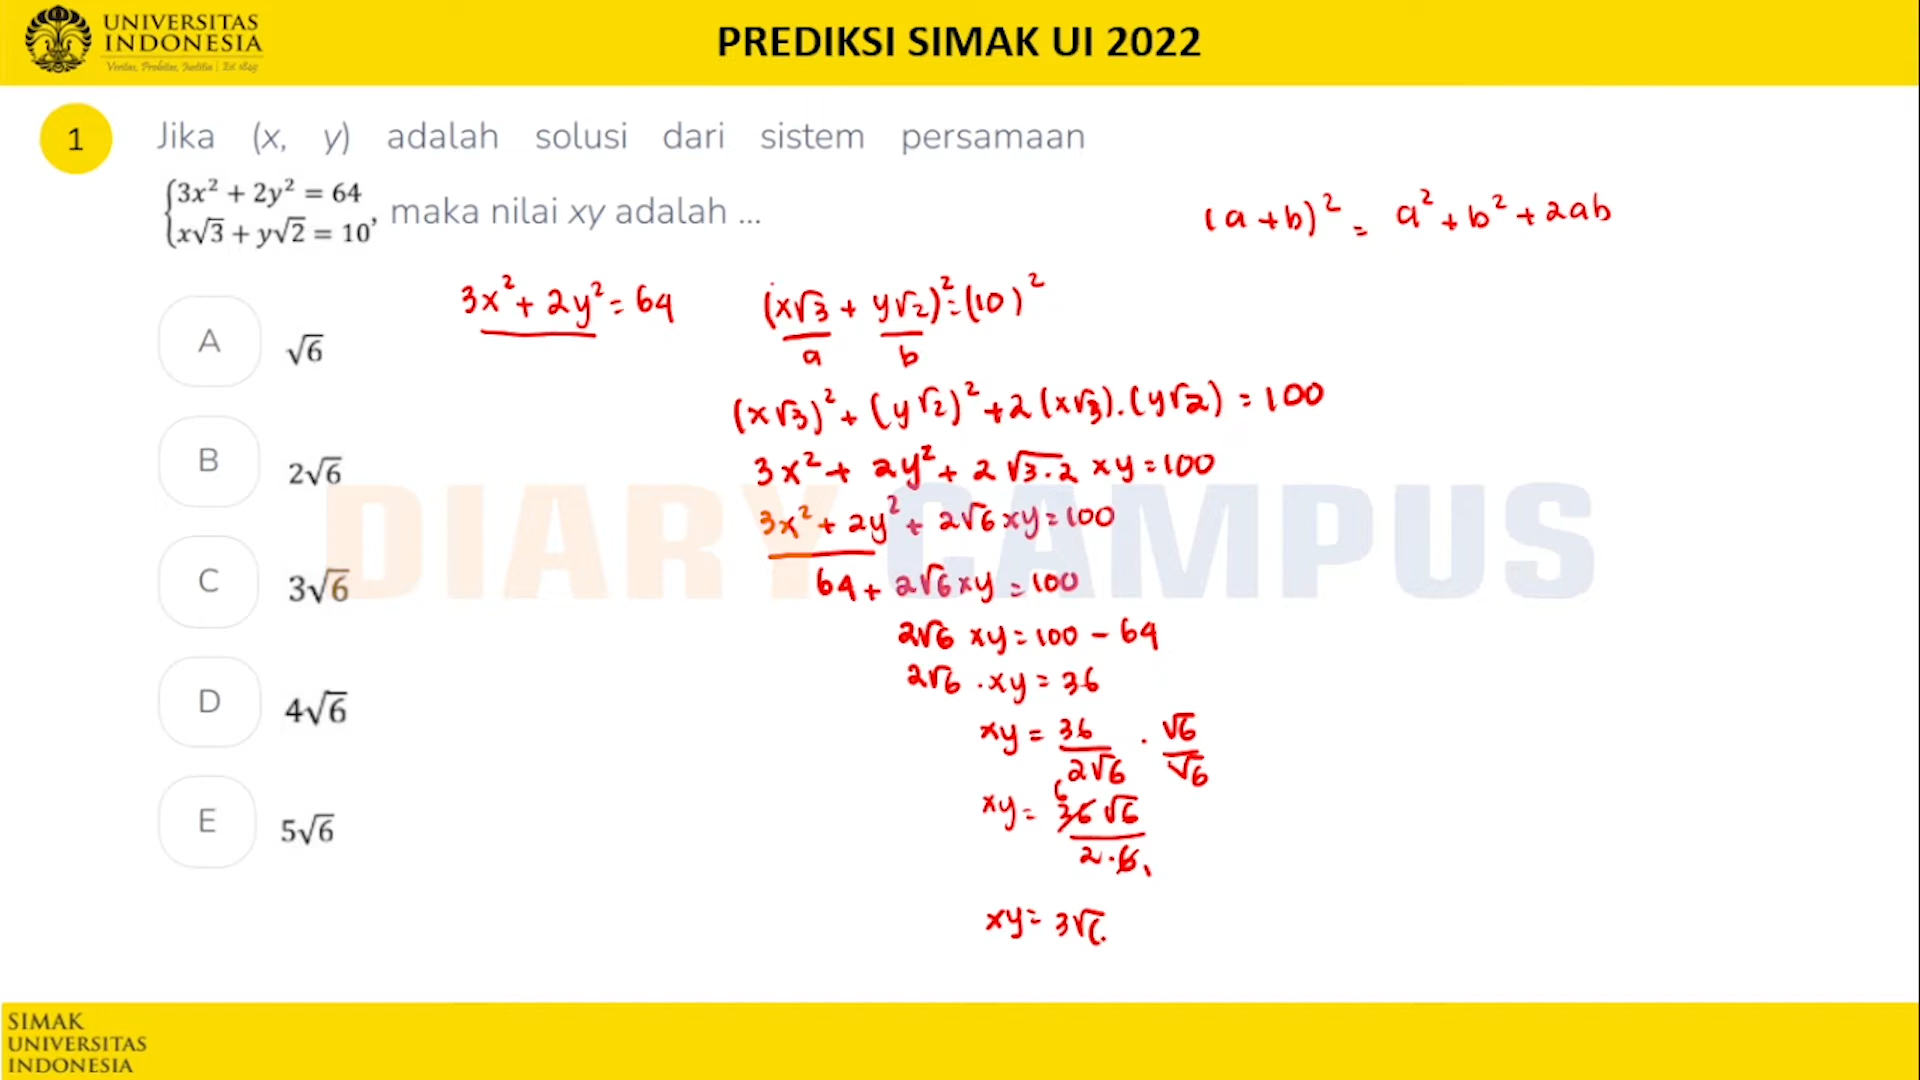 UNIVERSITAS
INDONESIA
Veritas, Probitas, Justitia | Est 1849
PREDIKSI SIMAK UI 2022
1
Jika (x, y) adalah solusi dari sistem persamaan
{3x² + 2y² = 64
{x√3 + y√2 = 10, maka nilai xy adalah ...
(a+b)² = a² + b² + 2ab
3x² + 2y² = 64
(x√3 + y√2)² = (10)²
a b
A √6
(x√3)² + (y√2)² + 2(x√3).(y√2) = 100
B 2√6
3x² + 2y² + 2√3.2 xy = 100
3x² + 2y² + 2√6 xy = 100
DIARY CAMPUS
C 3√6
64 + 2√6 xy = 100
2√6 xy = 100 - 64
D 4√6
2√6 . xy = 36
xy = 36/2√6 . √6/√6
E 5√6
6
xy = 36√6/2.6 1
xy = 3√6
SIMAK
UNIVERSITAS
INDONESIA